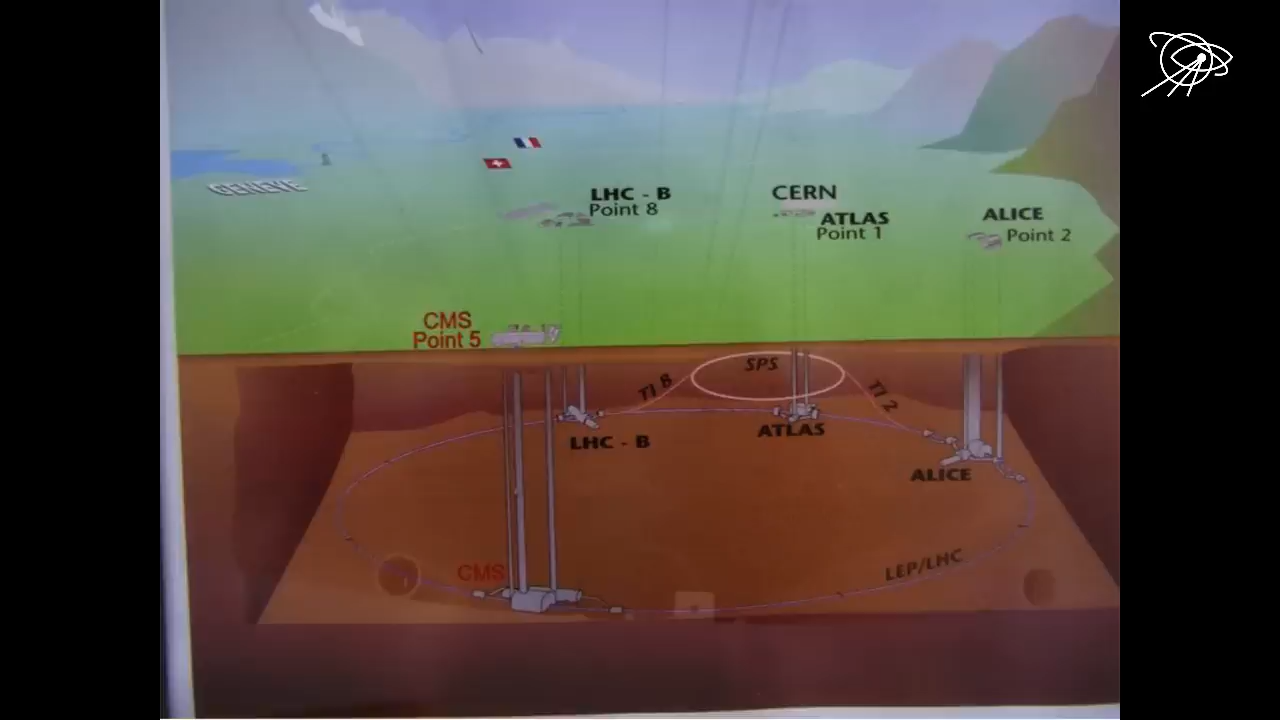 GENEVE
LHC - B
Point 8
CERN
ATLAS
Point 1
ALICE
Point 2
CMS
Point 5
SPS
TI 8
TI 2
LHC - B
ATLAS
ALICE
CMS
LEP/LHC